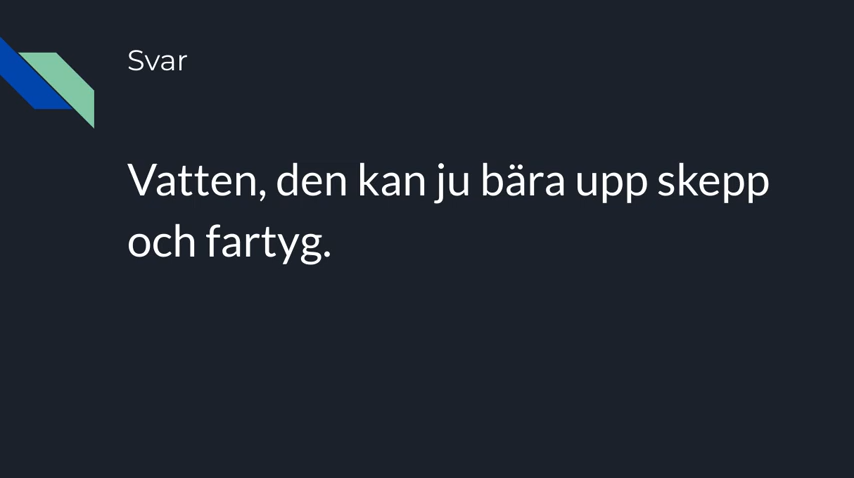 Svar
Vatten, den kan ju bära upp skepp
och fartyg.